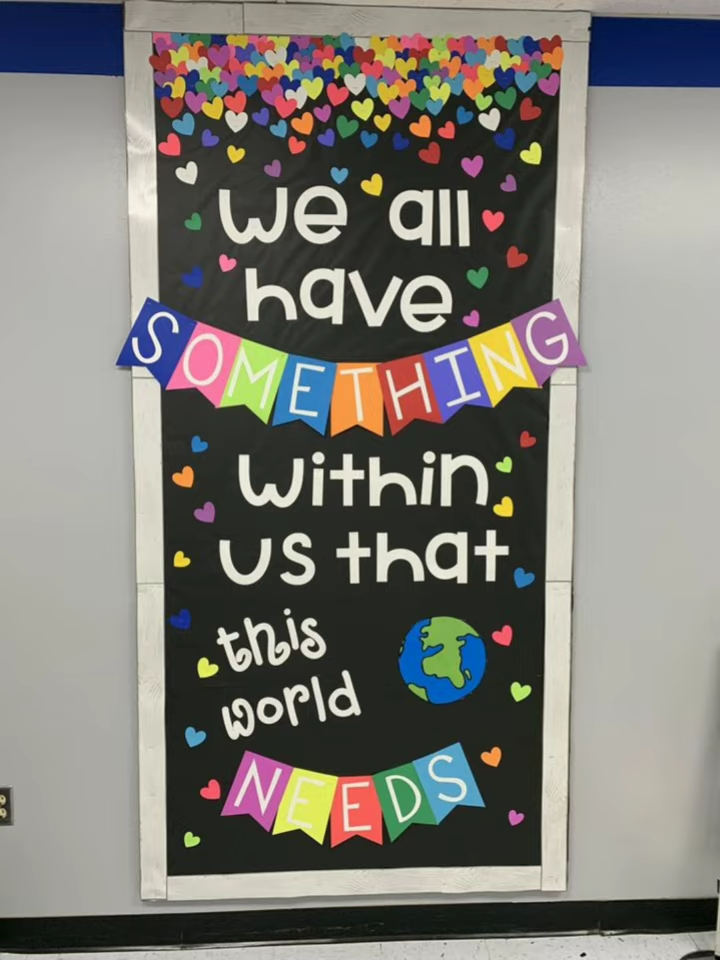 we all
have
SOMETHING
within
us that
this
world
NEEDS